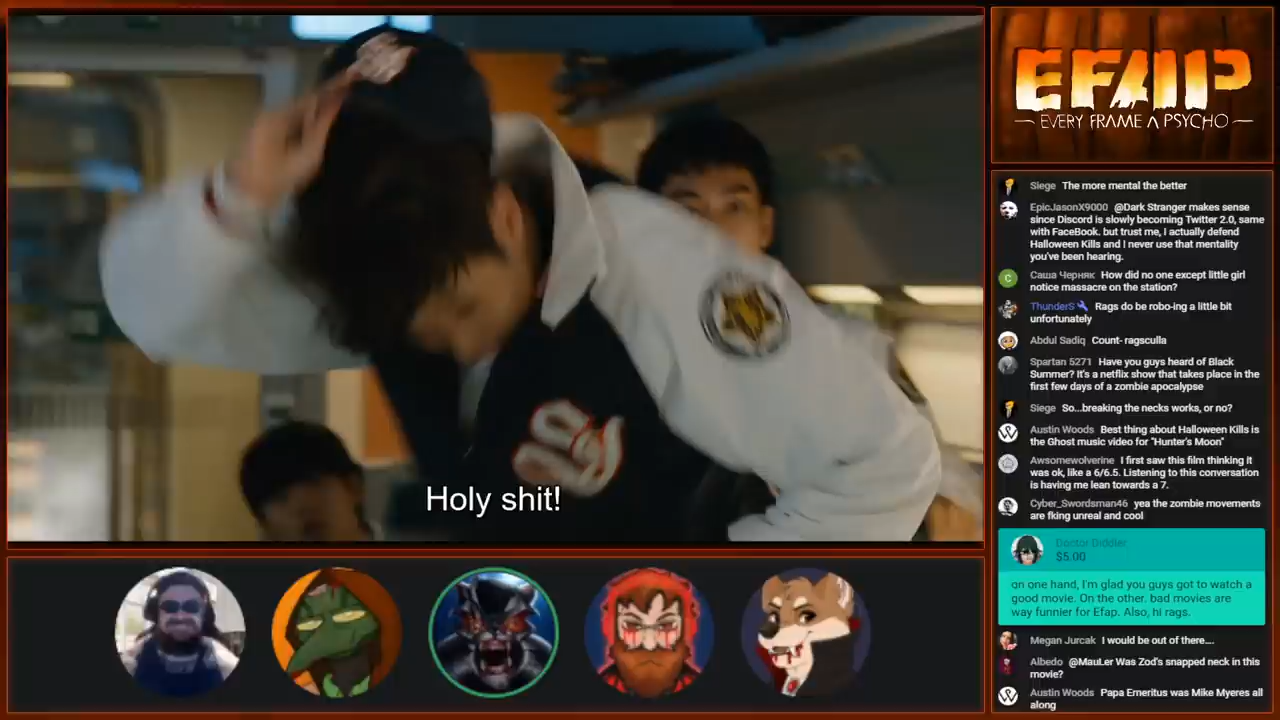 Holy shit!
EFAP
EVERY FRAME A PSYCHO
Siege The more mental the better
EpicJasonX9000 @Dark Stranger makes sense
since Discord is slowly becoming Twitter 2.0, same
with FaceBook. but trust me, I actually defend
Halloween Kills and I never use that mentality
you've been hearing.
C
Саша Черняк How did no one except little girl
notice massacre on the station?
ThunderS Rags do be robo-ing a little bit
unfortunately
Abdul Sadiq Count- ragsculla
Spartan 5271 Have you guys heard of Black
Summer? It's a netflix show that takes place in the
first few days of a zombie apocalypse
Siege So...breaking the necks works, or no?
Austin Woods Best thing about Halloween Kills is
the Ghost music video for "Hunter's Moon"
Awsomewolverine I first saw this film thinking it
was ok, like a 6/6.5. Listening to this conversation
is having me lean towards a 7.
Cyber_Swordsman46 yea the zombie movements
are fking unreal and cool
Doctor Diddler
$5.00
on one hand, I'm glad you guys got to watch a
good movie. On the other. bad movies are
way funnier for Efap. Also, hi rags.
Megan Jurcak I would be out of there....
Albedo @MauLer Was Zod's snapped neck in this
movie?
Austin Woods Papa Emeritus was Mike Myeres all
along